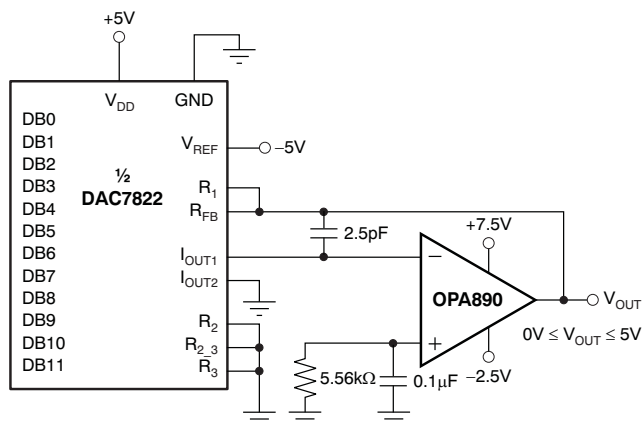 +5V
V_DD
GND
DB0
DB1
DB2
DB3
DB4
DB5
DB6
DB7
DB8
DB9
DB10
DB11
½
DAC7822
V_REF
−5V
R_1
R_FB
2.5pF
I_OUT1
I_OUT2
R_2
R_2_3
R_3
+7.5V
−
OPA890
+
−2.5V
V_OUT
0V ≤ V_OUT ≤ 5V
5.56kΩ
0.1μF